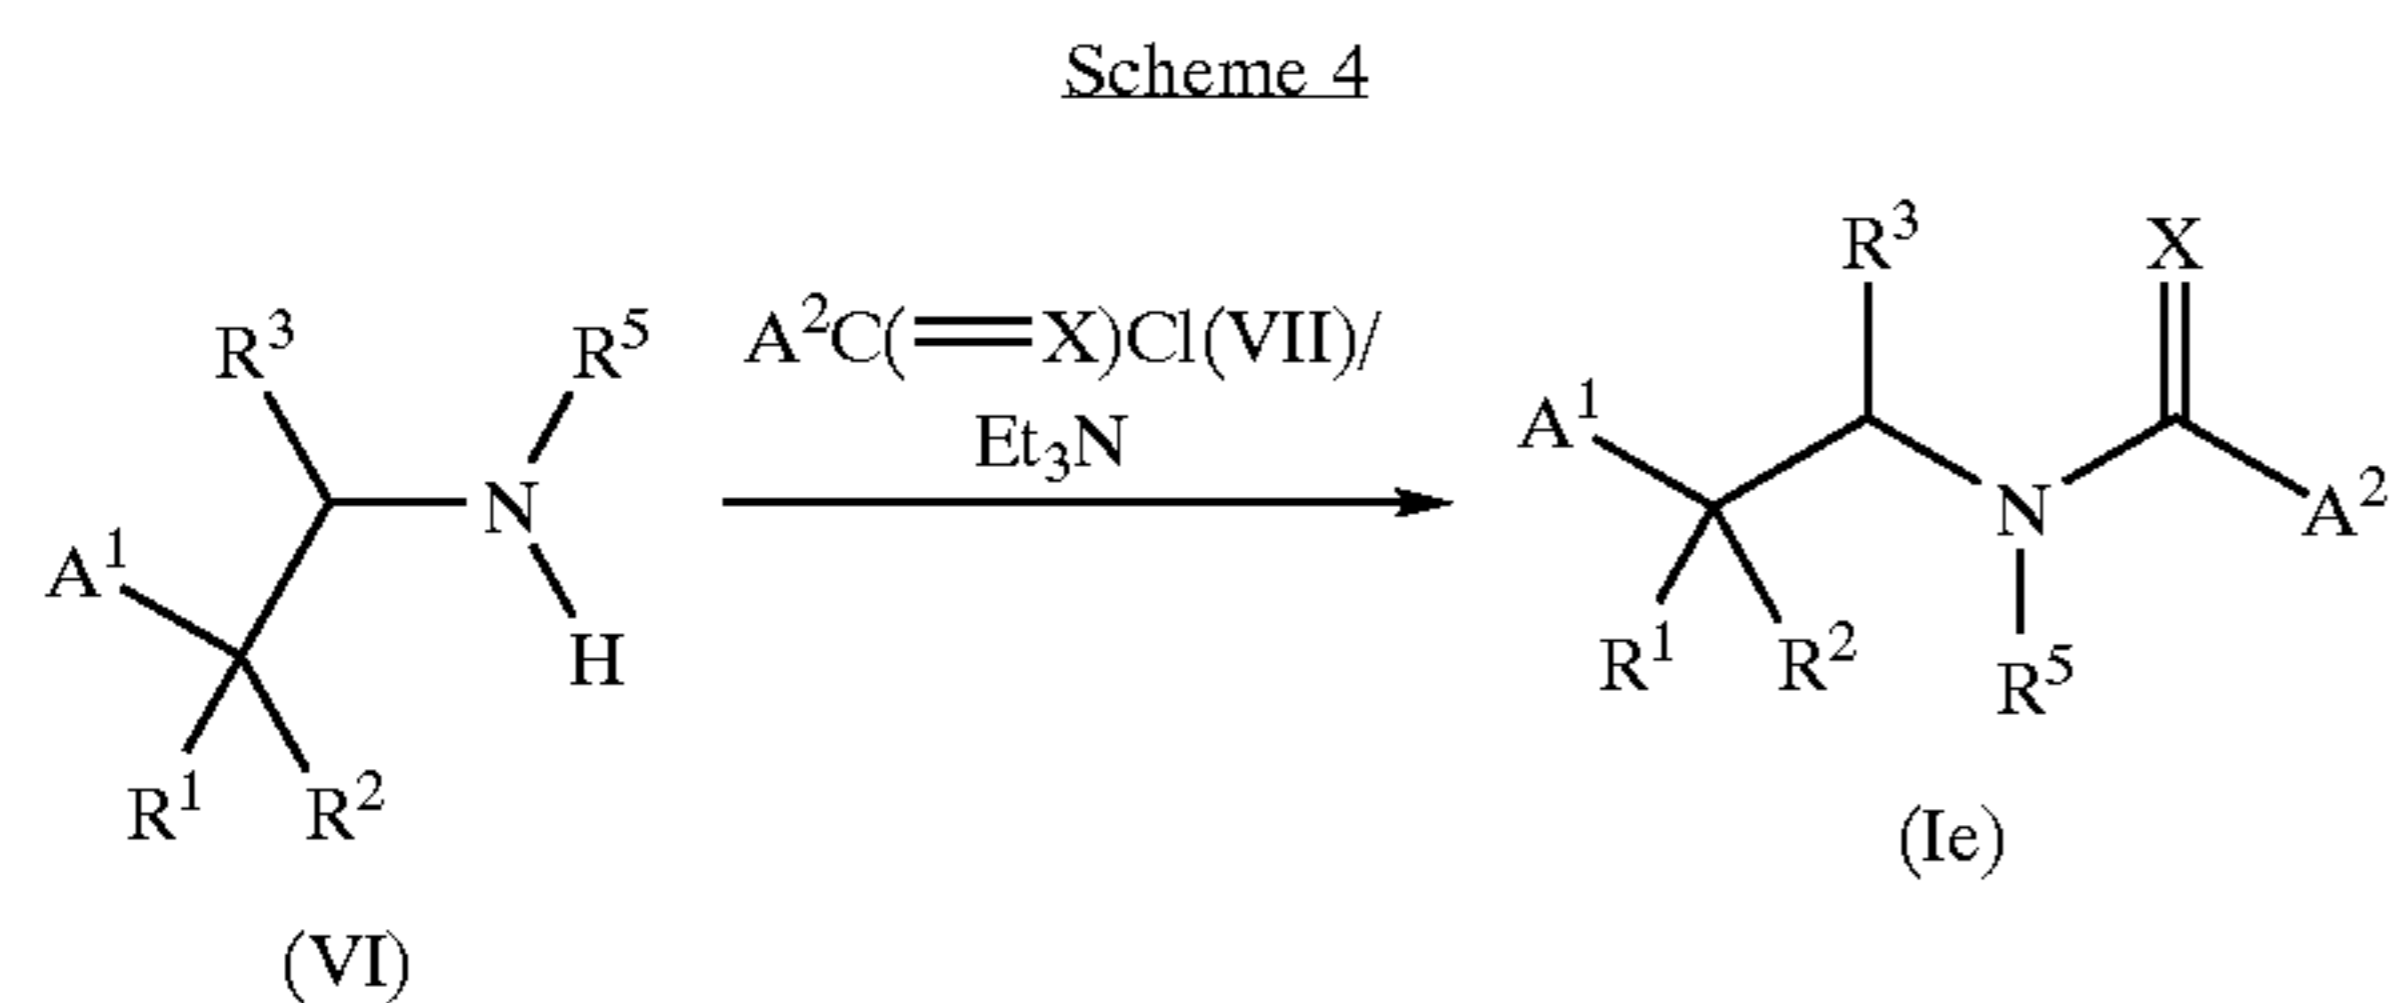 Scheme 4
R³ R⁵ A²C(=X)Cl(VII)/ R³ X
A¹ N Et₃N A¹ N A²
H
R¹ R² R¹ R² R⁵
(VI) (Ie)